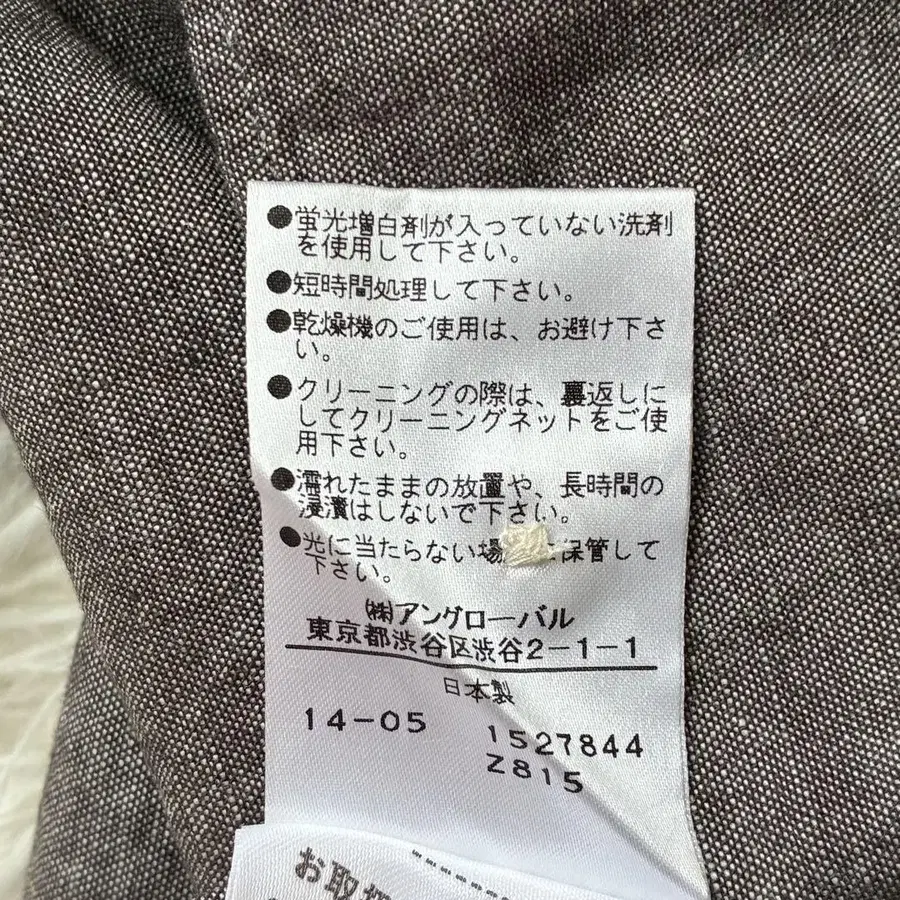 ●蛍光増白剤が入っていない洗剤
を使用して下さい。
●短時間処理して下さい。
●乾燥機のご使用は、お避け下さ
い。
●クリーニングの際は、裏返しに
してクリーニングネットをご使
用下さい。
●濡れたままの放置や、長時間の
浸漬はしないで下さい。
●光に当たらない場 保管して
下さい。
㈱アングローバル
東京都渋谷区渋谷2-1-1
日本製
14-05 1527844
Z815
お取